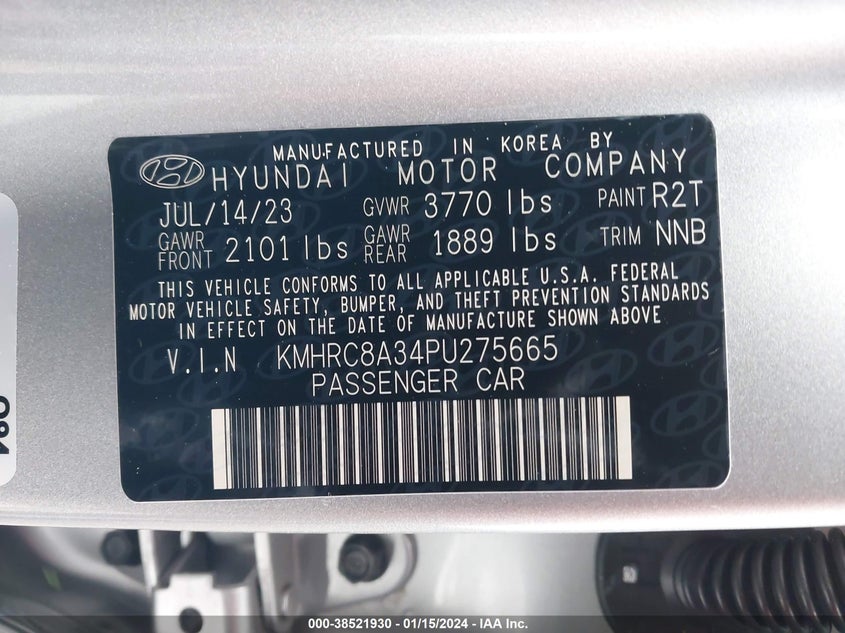 MANUFACTURED IN KOREA BY
HYUNDAI MOTOR COMPANY
JUL/14/23 GVWR 3770 lbs PAINT R2T
GAWR FRONT 2101 lbs GAWR REAR 1889 lbs TRIM NNB
THIS VEHICLE CONFORMS TO ALL APPLICABLE U.S.A. FEDERAL
MOTOR VEHICLE SAFETY, BUMPER, AND THEFT PREVENTION STANDARDS
IN EFFECT ON THE DATE OF MANUFACTURE SHOWN ABOVE
V.I.N KMHRC8A34PU275665
PASSENGER CAR
000-38521930 - 01/15/2024 - IAA Inc.